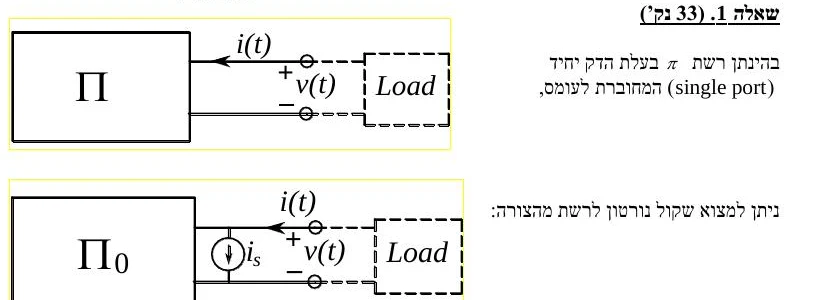 שאלה 1. (33 נק')
בהינתן רשת π בעלת הדק יחיד
(single port) המחוברת לעומס,
i(t)
Π
+
v(t)
−
Load
ניתן למצוא שקול נורטון לרשת מהצורה:
i(t)
Π0
is
+
v(t)
−
Load